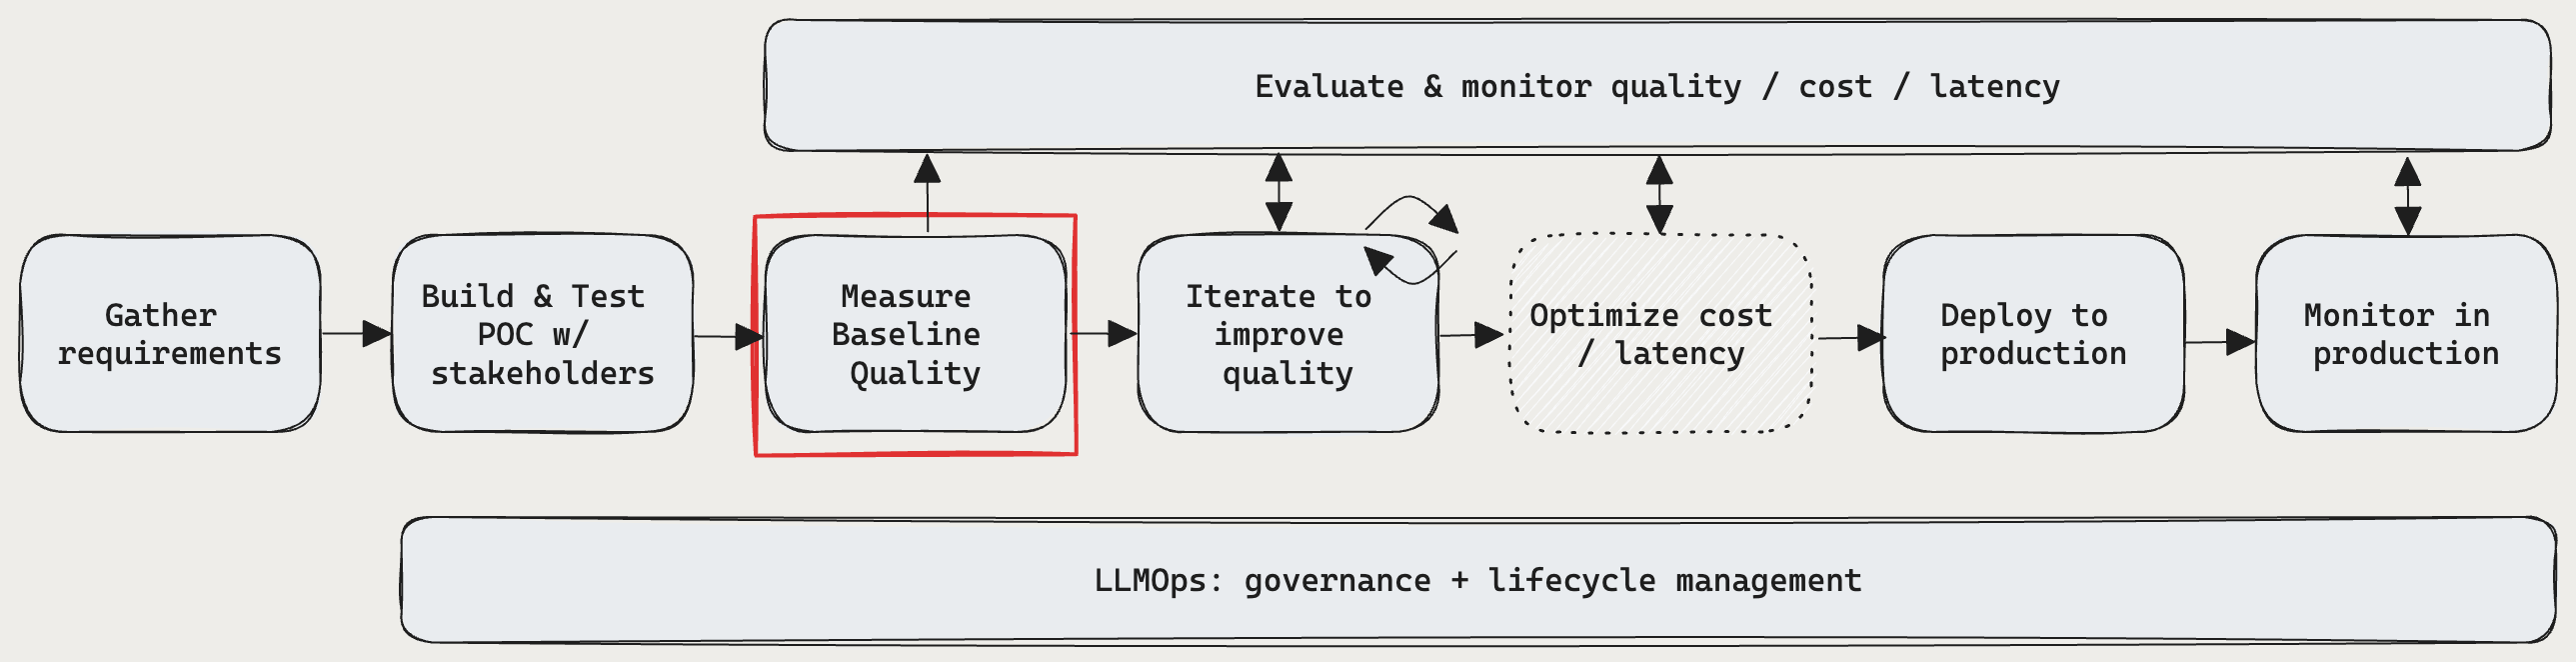 Evaluate & monitor quality / cost / latency
Gather
requirements
Build & Test
POC w/
stakeholders
Measure
Baseline
Quality
Iterate to
improve
quality
Optimize cost
/ latency
Deploy to
production
Monitor in
production
LLMOps: governance + lifecycle management